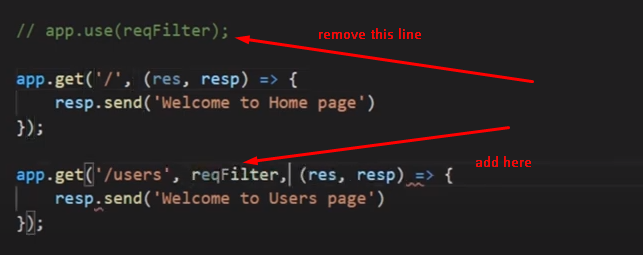 // app.use(reqFilter);
remove this line
app.get('/', (res, resp) => {
resp.send('Welcome to Home page')
});
app.get('/users', reqFilter, (res, resp) => {
add here
resp.send('Welcome to Users page')
});